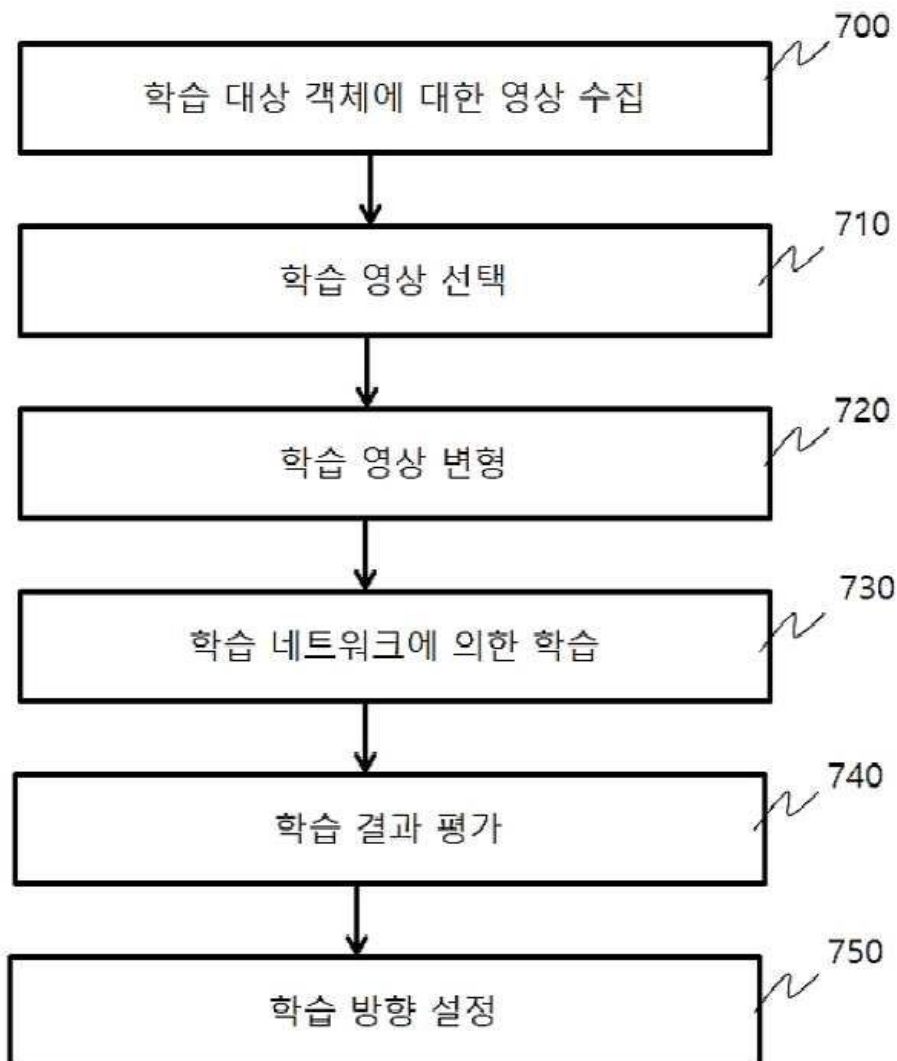 700
학습 대상 객체에 대한 영상 수집
710
학습 영상 선택
720
학습 영상 변형
730
학습 네트워크에 의한 학습
740
학습 결과 평가
750
학습 방향 설정